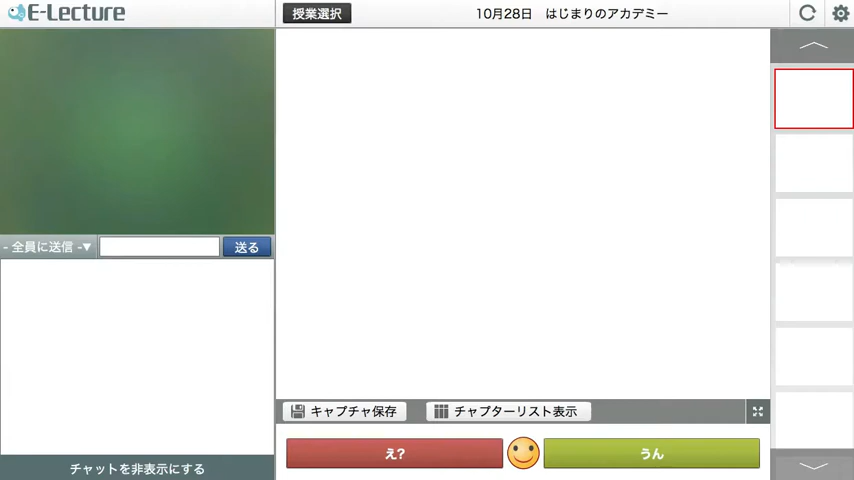 E-Lecture
授業選択
10月28日　はじまりのアカデミー
- 全員に送信 -▼
送る
キャプチャ保存
チャプターリスト表示
え?
うん
チャットを非表示にする